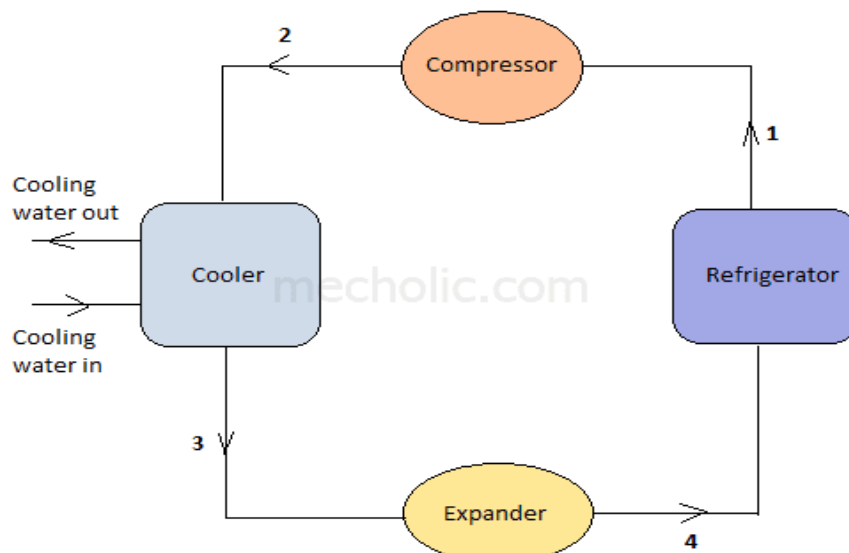 2
Compressor
1
Cooling
water out
Cooler
mecholic.com
Refrigerator
Cooling
water in
3
Expander
4